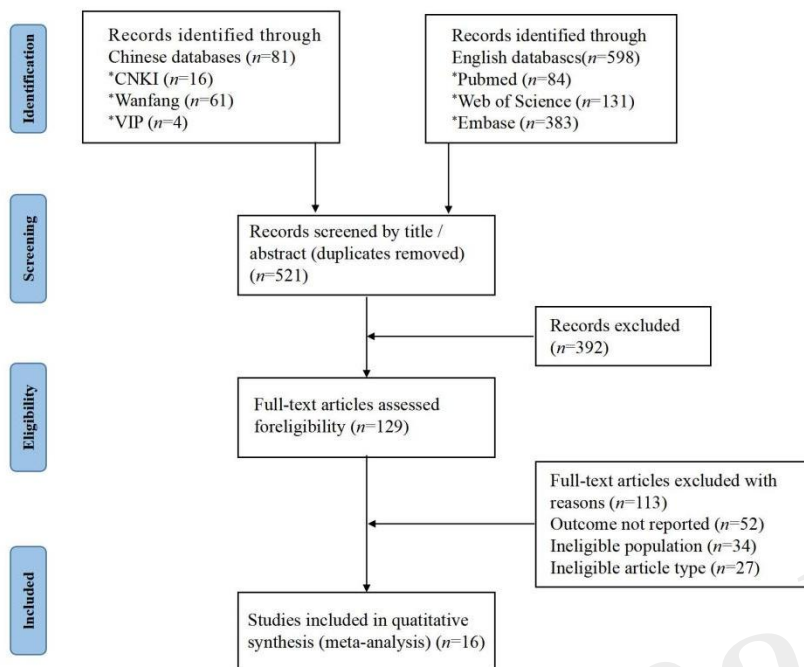 Identification
Records identified through
Chinese databases (n=81)
*CNKI (n=16)
*Wanfang (n=61)
*VIP (n=4)
Records identified through
English databascs(n=598)
*Pubmed (n=84)
*Web of Science (n=131)
*Embase (n=383)
Screening
Records screened by title /
abstract (duplicates removed)
(n=521)
Records excluded
(n=392)
Eligibility
Full-text articles assessed
foreligibility (n=129)
Full-text articles excluded with
reasons (n=113)
Outcome not reported (n=52)
Ineligible population (n=34)
Ineligible article type (n=27)
Included
Studies included in quatitative
synthesis (meta-analysis) (n=16)